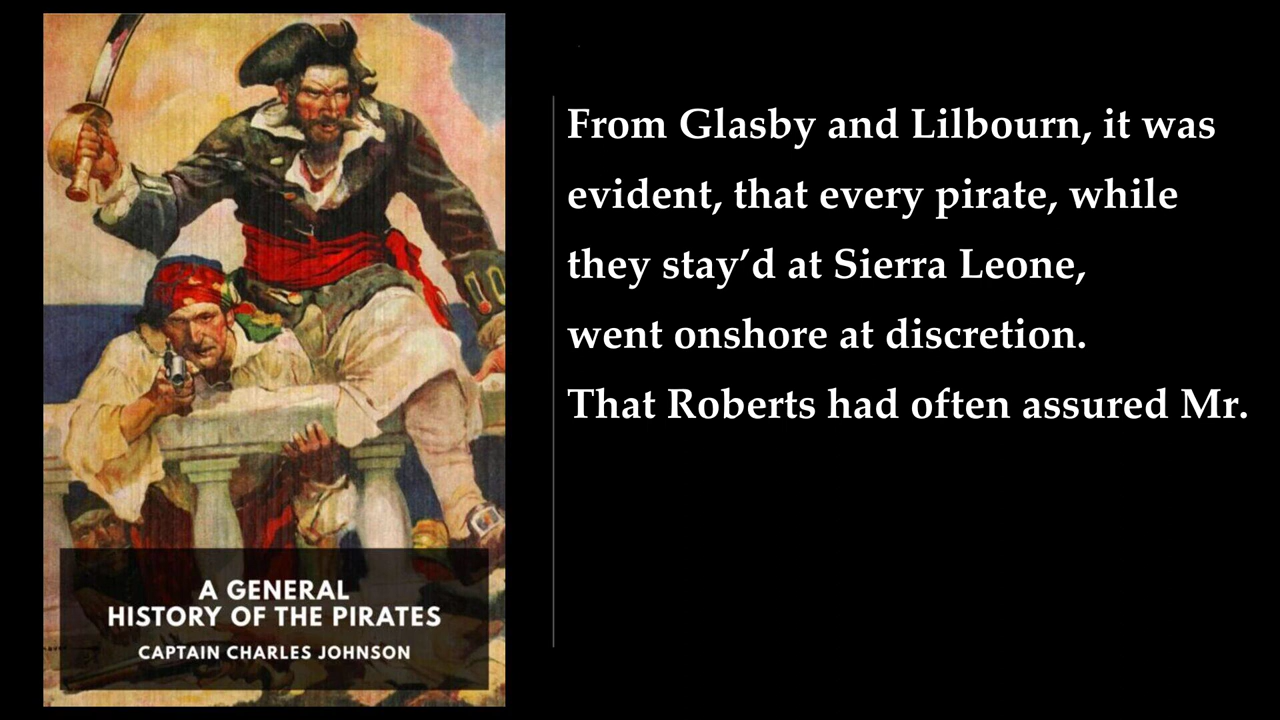 A GENERAL
HISTORY OF THE PIRATES
CAPTAIN CHARLES JOHNSON
From Glasby and Lilbourn, it was
evident, that every pirate, while
they stay’d at Sierra Leone,
went onshore at discretion.
That Roberts had often assured Mr.